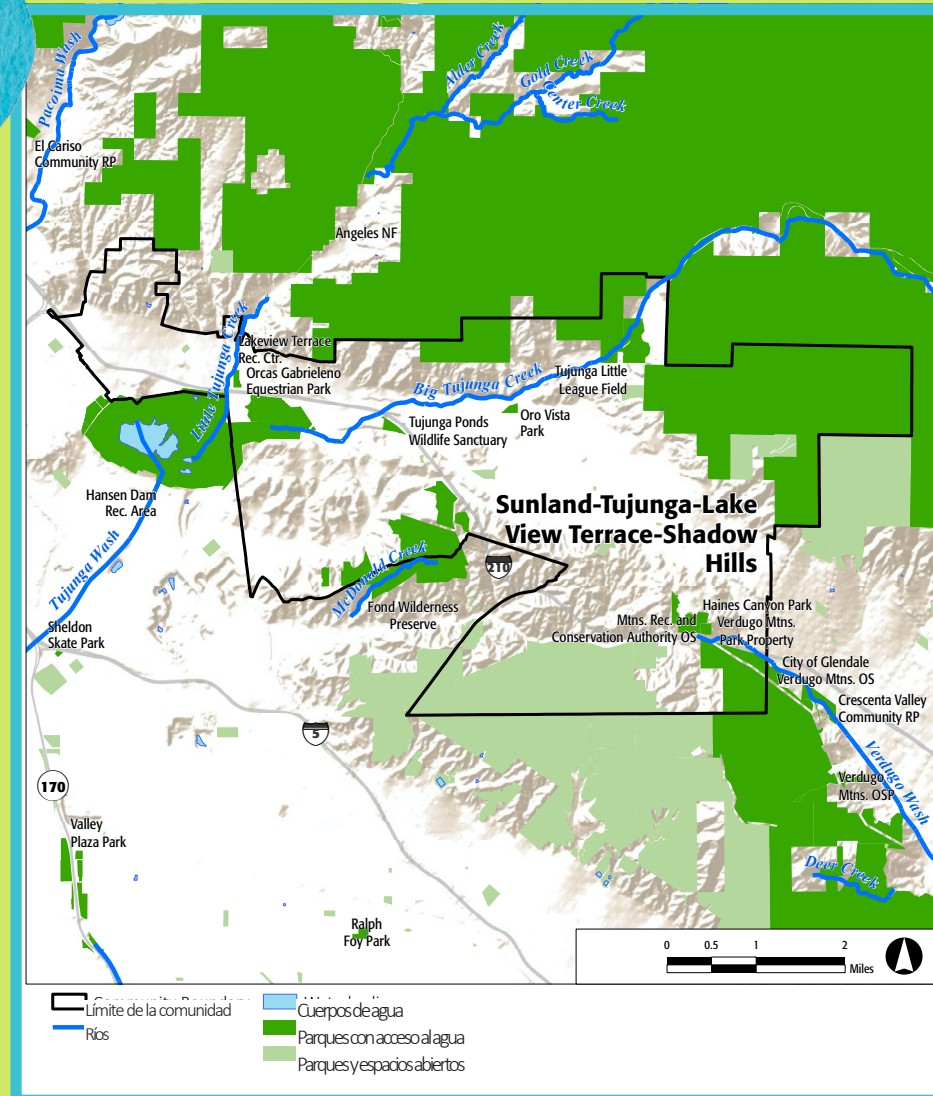 Pacoima Wash
Alder Creek
Gold Creek
Center Creek
El Cariso
Community RP
Angeles NF
Little Tujunga Creek
Lakeview Terrace
Rec. Ctr.
Orcas Gabrieleno
Equestrian Park
Big Tujunga Creek
Tujunga Little
League Field
Tujunga Ponds
Wildlife Sanctuary
Oro Vista
Park
Hansen Dam
Rec. Area
Sunland-Tujunga-Lake
View Terrace-Shadow
Hills
Tujunga Wash
McDonald Creek
210
Fond Wilderness
Preserve
Sheldon
Skate Park
Mtns. Rec. and
Conservation Authority OS
Haines Canyon Park
Verdugo Mtns.
Park Property
City of Glendale
Verdugo Mtns. OS
Crescenta Valley
Community RP
5
170
Verdugo Wash
Verdugo
Mtns. OSP
Valley
Plaza Park
Deer Creek
Ralph
Foy Park
0 0.5 1 2
Miles
Límite de la comunidad
Ríos
Cuerpos de agua
Parques con acceso al agua
Parques y espacios abiertos